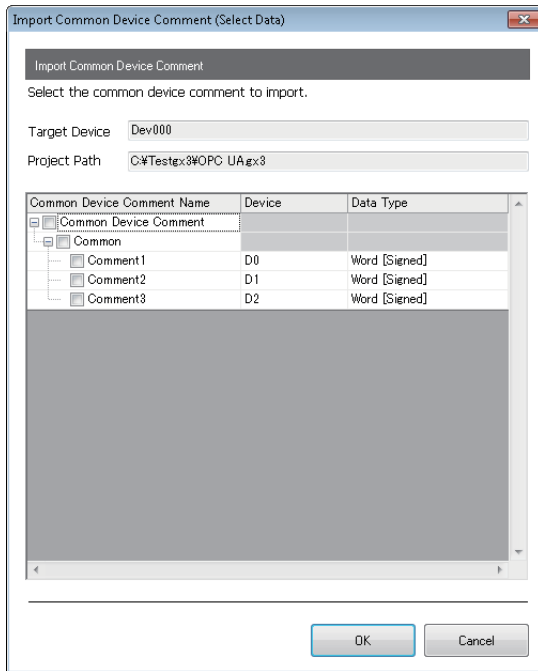 Import Common Device Comment (Select Data)
Import Common Device Comment
Select the common device comment to import.
Target Device Dev000
Project Path C:¥Testgx3¥OPC UA.gx3
Common Device Comment Name Device Data Type
Common Device Comment
Common
Comment1 D0 Word [Signed]
Comment2 D1 Word [Signed]
Comment3 D2 Word [Signed]
OK Cancel